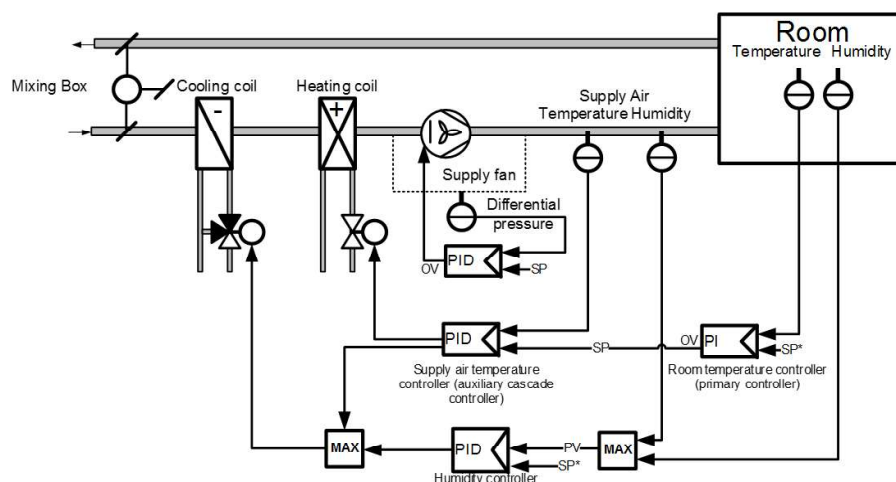 Room
Temperature Humidity
Mixing Box
Cooling coil
Heating coil
Supply Air
Temperature Humidity
-
+
Supply fan
Differential
pressure
OV
PID
SP
PID
SP
OV
PI
SP*
Supply air temperature
controller (auxiliary cascade
controller)
Room temperature controller
(primary controller)
MAX
PID
PV
SP*
MAX
Humidity controller